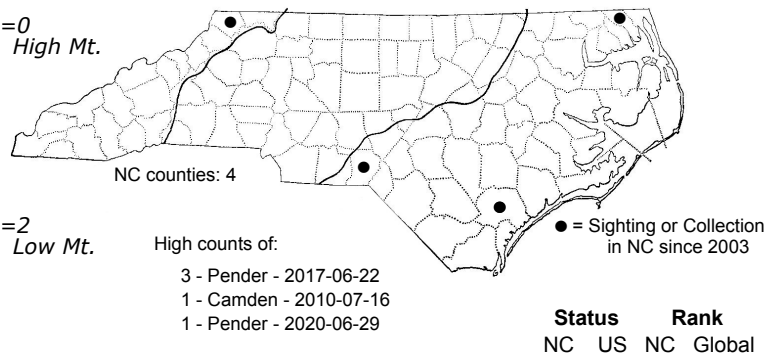 =0
High Mt.
NC counties: 4
=2
Low Mt.
High counts of:
3 - Pender - 2017-06-22
1 - Camden - 2010-07-16
1 - Pender - 2020-06-29
● = Sighting or Collection
in NC since 2003
Status Rank
NC US NC Global